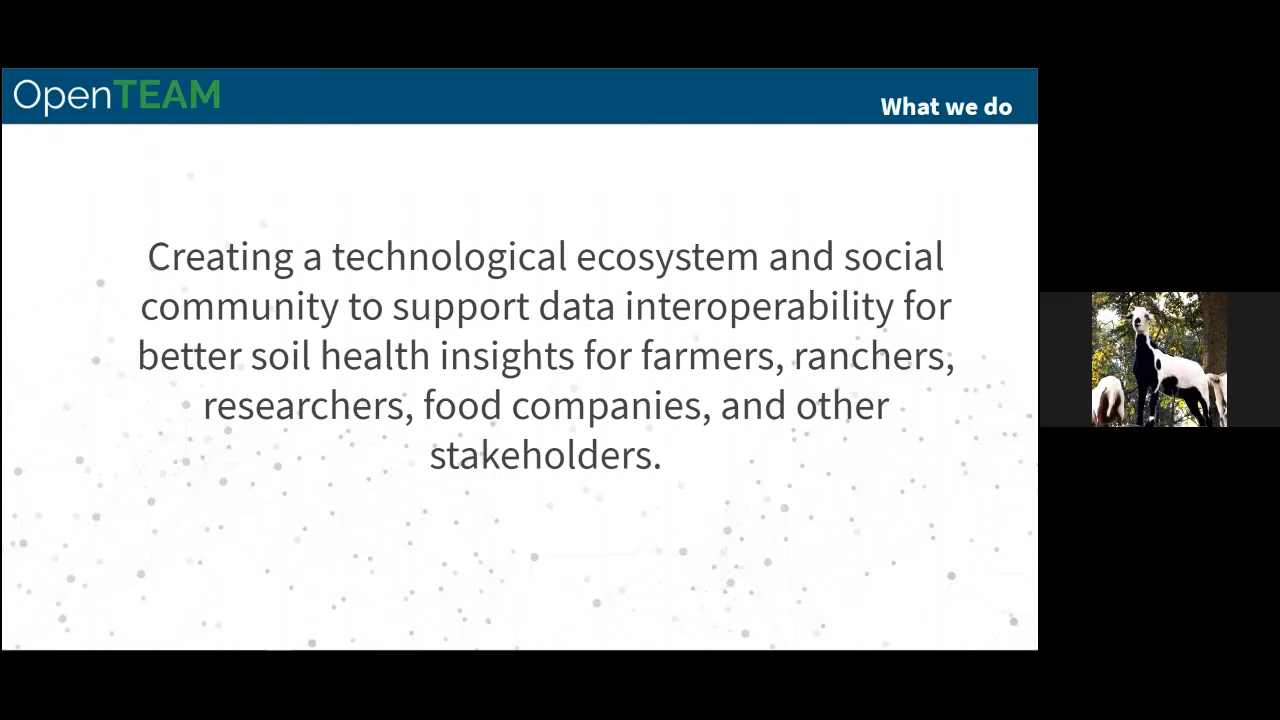 OpenTEAM
What we do
Creating a technological ecosystem and social
community to support data interoperability for
better soil health insights for farmers, ranchers,
researchers, food companies, and other
stakeholders.